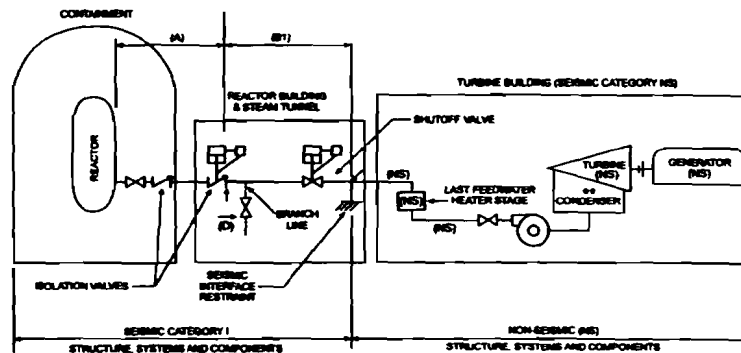 CONTAINMENT
(A)
(B1)
REACTOR BUILDING
& STEAM TUNNEL
TURBINE BUILDING (SEISMIC CATEGORY NS)
SHUTOFF VALVE
REACTOR
(NS)
TURBINE
(NS)
GENERATOR
(NS)
(NS)
LAST FEEDWATER
HEATER STAGE
CONDENSER
(NS)
BRANCH
LINE
(D)
ISOLATION VALVES
SEISMIC
INTERFACE
RESTRAINT
SEISMIC CATEGORY I
STRUCTURE, SYSTEMS AND COMPONENTS
NON-SEISMIC (NS)
STRUCTURE, SYSTEMS AND COMPONENTS